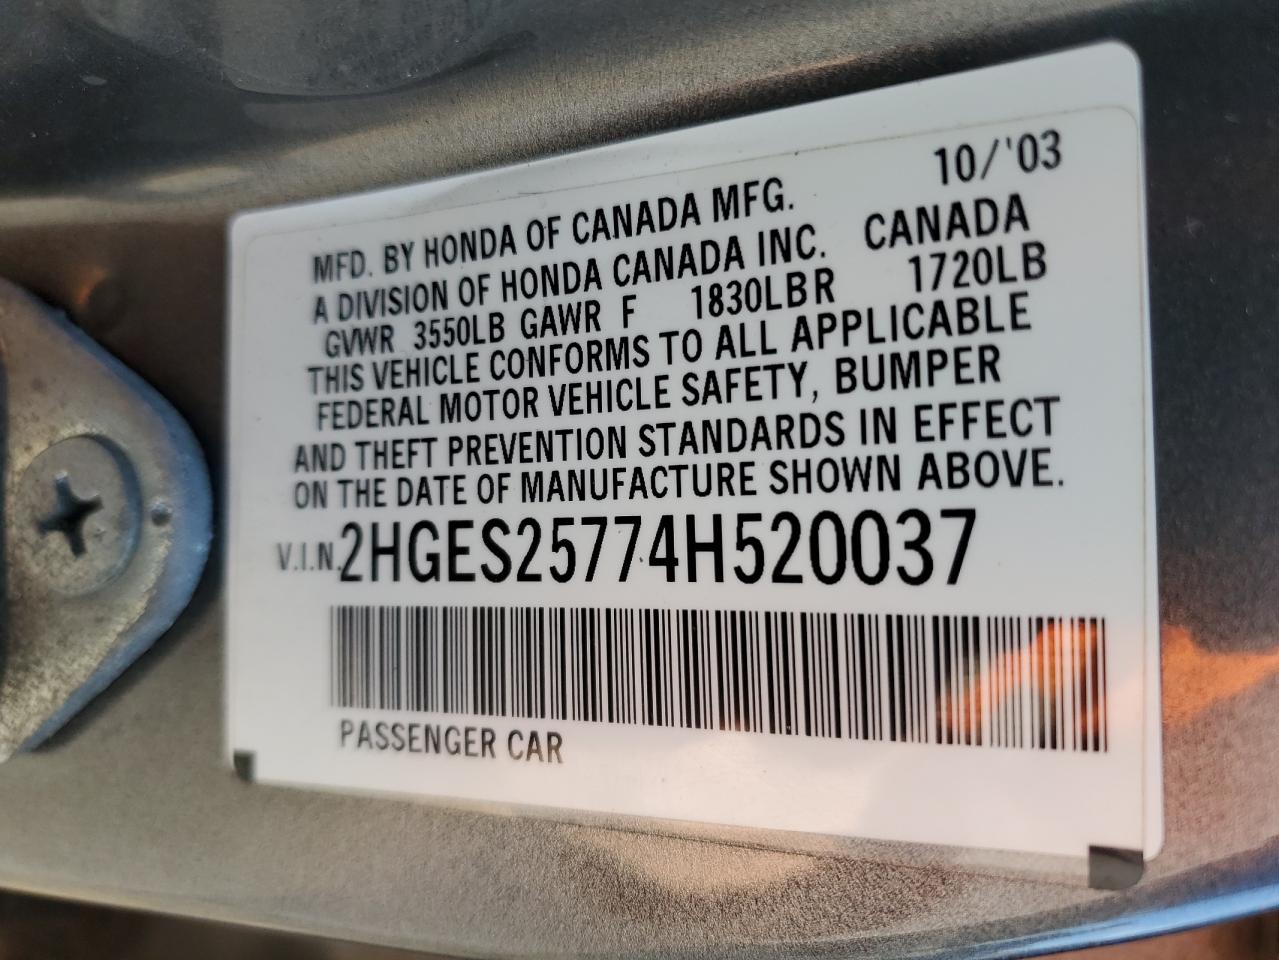 MFD. BY HONDA OF CANADA MFG. 10/'03
A DIVISION OF HONDA CANADA INC. CANADA
GVWR 3550LB GAWR F 1830LB R 1720LB
THIS VEHICLE CONFORMS TO ALL APPLICABLE
FEDERAL MOTOR VEHICLE SAFETY, BUMPER
AND THEFT PREVENTION STANDARDS IN EFFECT
ON THE DATE OF MANUFACTURE SHOWN ABOVE.
V.I.N. 2HGES25774H520037
PASSENGER CAR